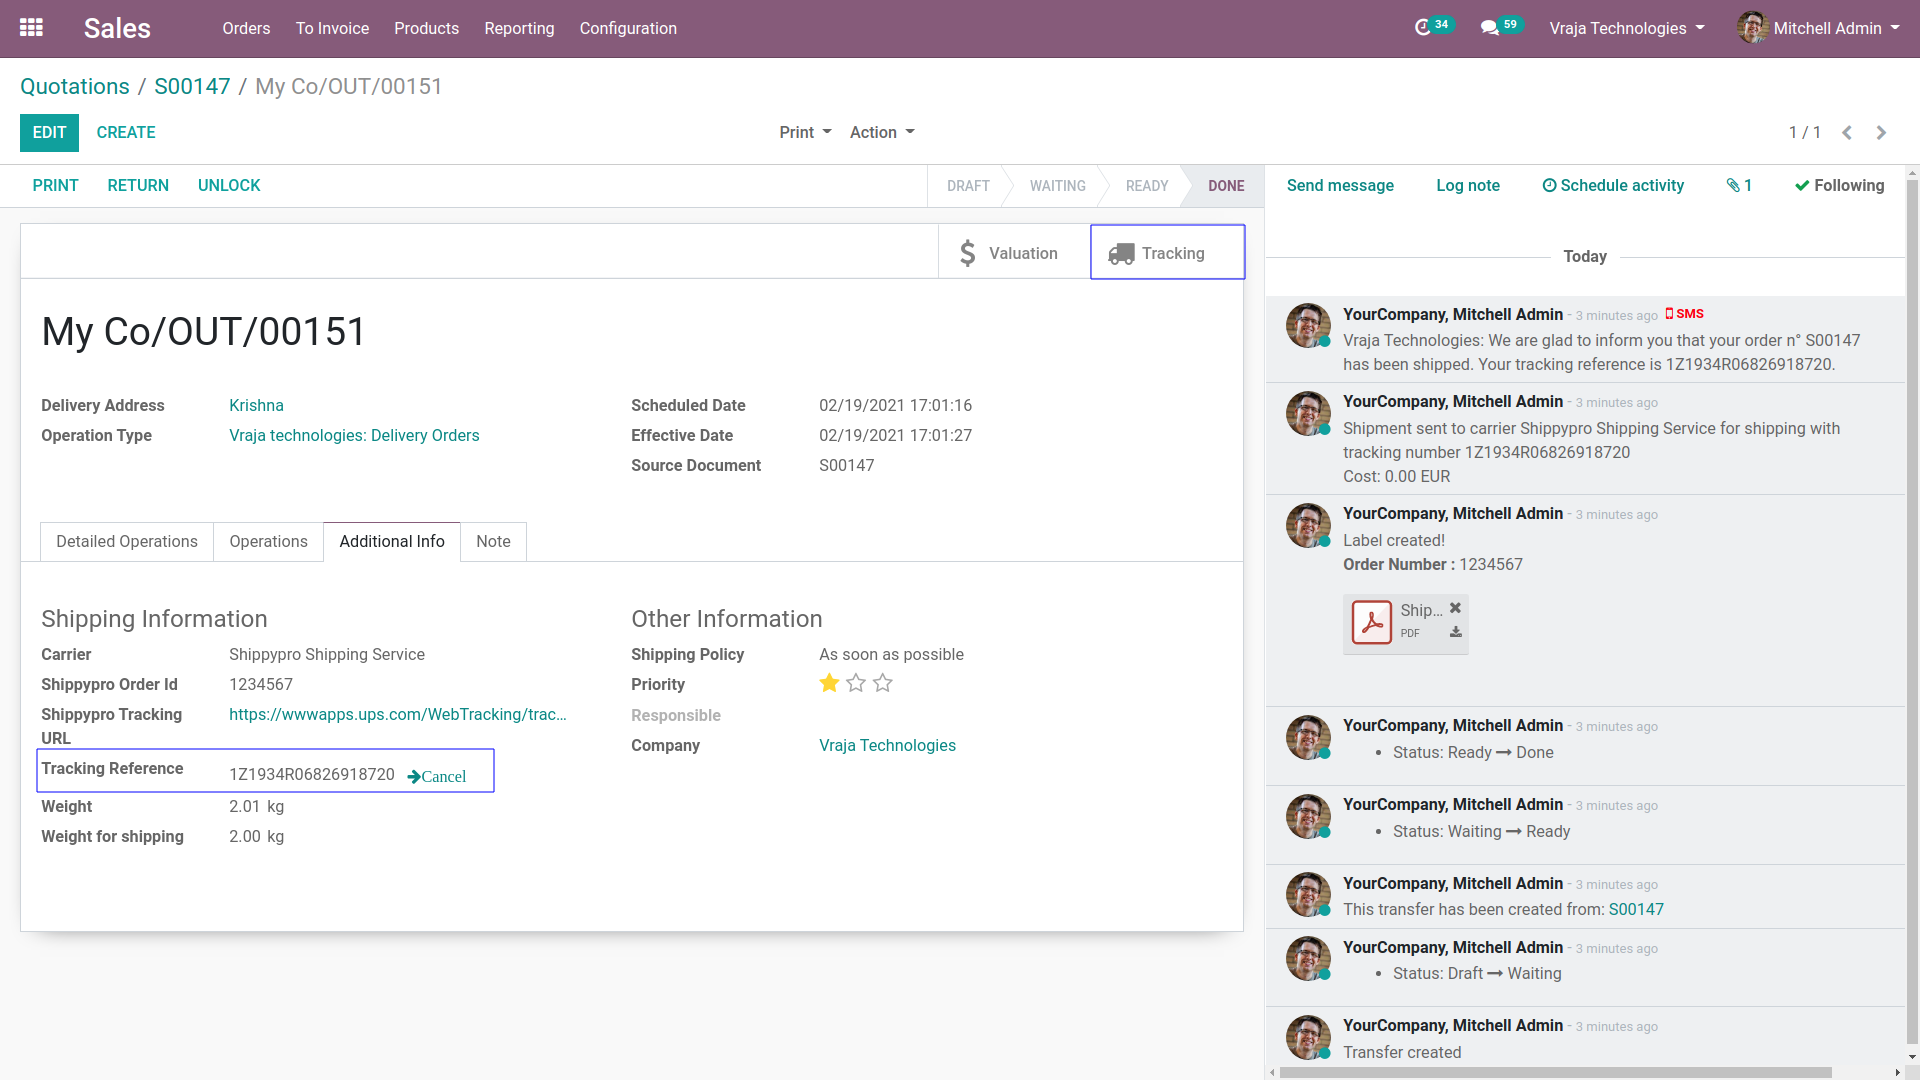 Sales Orders To Invoice Products Reporting Configuration 34 59 Vraja Technologies Mitchell Admin
Quotations / S00147 / My Co/OUT/00151
EDIT CREATE Print Action 1 / 1
PRINT RETURN UNLOCK DRAFT WAITING READY DONE
Valuation Tracking
My Co/OUT/00151
Delivery Address Krishna
Operation Type Vraja technologies: Delivery Orders
Scheduled Date 02/19/2021 17:01:16
Effective Date 02/19/2021 17:01:27
Source Document S00147
Detailed Operations Operations Additional Info Note
Shipping Information
Carrier Shippypro Shipping Service
Shippypro Order Id 1234567
Shippypro Tracking https://wwwapps.ups.com/WebTracking/trac...
URL
Tracking Reference 1Z1934R06826918720 Cancel
Weight 2.01 kg
Weight for shipping 2.00 kg
Other Information
Shipping Policy As soon as possible
Priority
Responsible
Company Vraja Technologies
Send message Log note Schedule activity 1 Following
Today
YourCompany, Mitchell Admin - 3 minutes ago SMS
Vraja Technologies: We are glad to inform you that your order n° S00147
has been shipped. Your tracking reference is 1Z1934R06826918720.
YourCompany, Mitchell Admin - 3 minutes ago
Shipment sent to carrier Shippypro Shipping Service for shipping with
tracking number 1Z1934R06826918720
Cost: 0.00 EUR
YourCompany, Mitchell Admin - 3 minutes ago
Label created!
Order Number : 1234567
Ship...
PDF
YourCompany, Mitchell Admin - 3 minutes ago
• Status: Ready → Done
YourCompany, Mitchell Admin - 3 minutes ago
• Status: Waiting → Ready
YourCompany, Mitchell Admin - 3 minutes ago
This transfer has been created from: S00147
YourCompany, Mitchell Admin - 3 minutes ago
• Status: Draft → Waiting
YourCompany, Mitchell Admin - 3 minutes ago
Transfer created